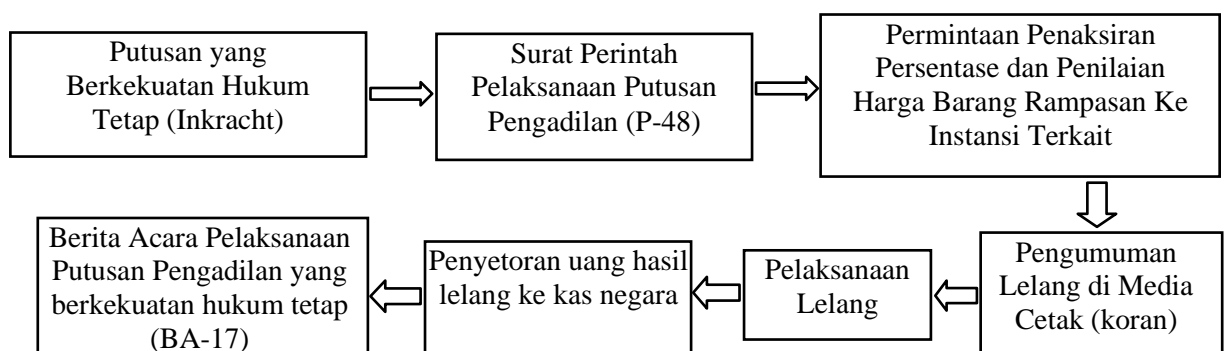 Putusan yang
Berkekuatan Hukum
Tetap (Inkracht)
Surat Perintah
Pelaksanaan Putusan
Pengadilan (P-48)
Permintaan Penaksiran
Persentase dan Penilaian
Harga Barang Rampasan Ke
Instansi Terkait
Pengumuman
Lelang di Media
Cetak (koran)
Pelaksanaan
Lelang
Penyetoran uang hasil
lelang ke kas negara
Berita Acara Pelaksanaan
Putusan Pengadilan yang
berkekuatan hukum tetap
(BA-17)